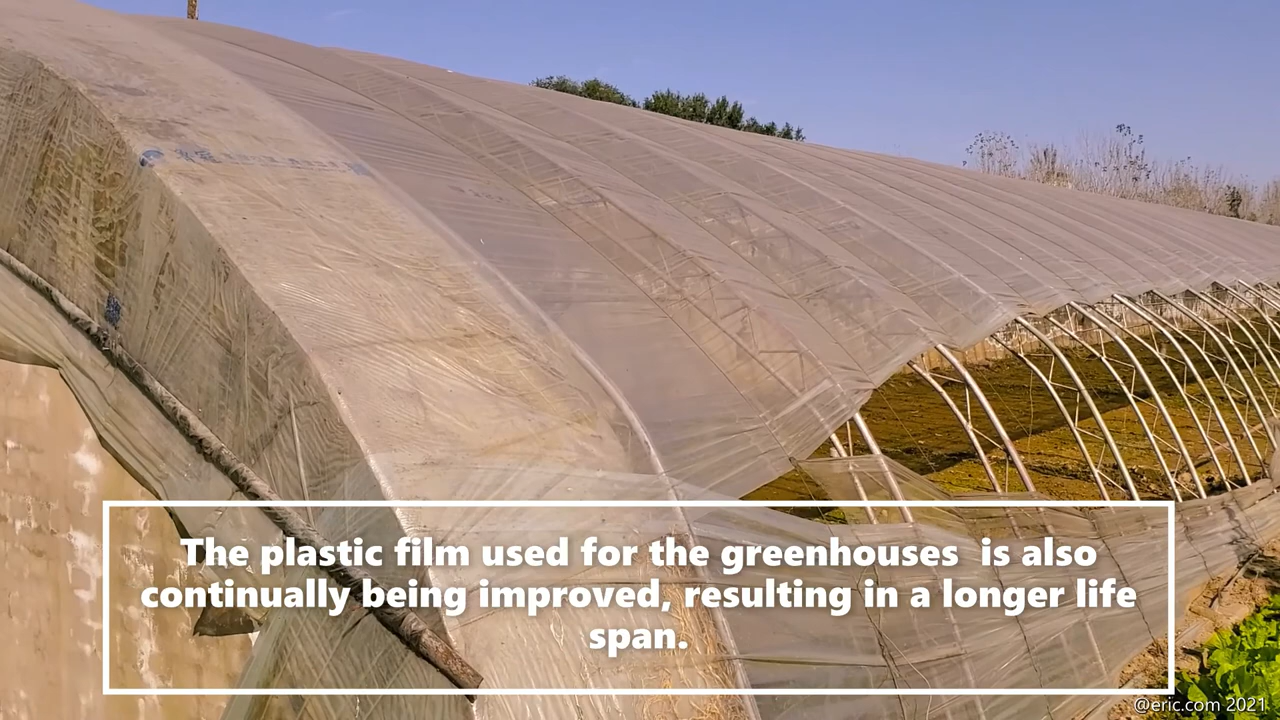 The plastic film used for the greenhouses  is also
continually being improved, resulting in a longer life
span.
@eric.com 2021